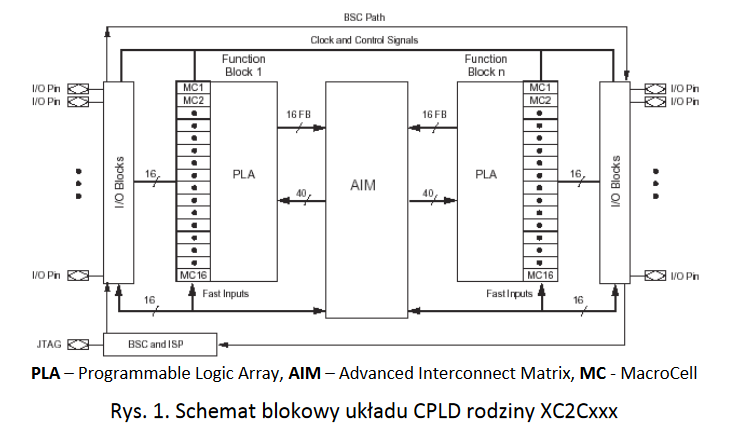 BSC Path
Clock and Control Signals
Function
Block 1
Function
Block n
I/O Pin
I/O Pin
I/O Pin
I/O Blocks
16
MC1
MC2
MC16
PLA
16 FB
40
AIM
16 FB
40
PLA
MC1
MC2
MC16
16
I/O Blocks
I/O Pin
I/O Pin
I/O Pin
16
Fast Inputs
Fast Inputs
16
JTAG
BSC and ISP
PLA – Programmable Logic Array, AIM – Advanced Interconnect Matrix, MC - MacroCell
Rys. 1. Schemat blokowy układu CPLD rodziny XC2Cxxx